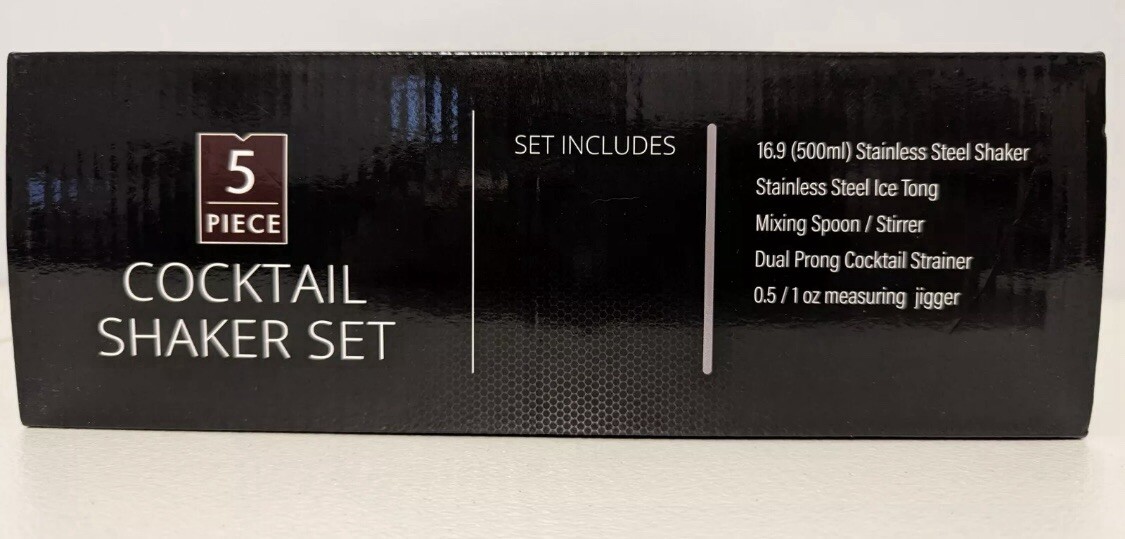 5
PIECE
COCKTAIL
SHAKER SET
SET INCLUDES
16.9 (500ml) Stainless Steel Shaker
Stainless Steel Ice Tong
Mixing Spoon / Stirrer
Dual Prong Cocktail Strainer
0.5 / 1 oz measuring jigger